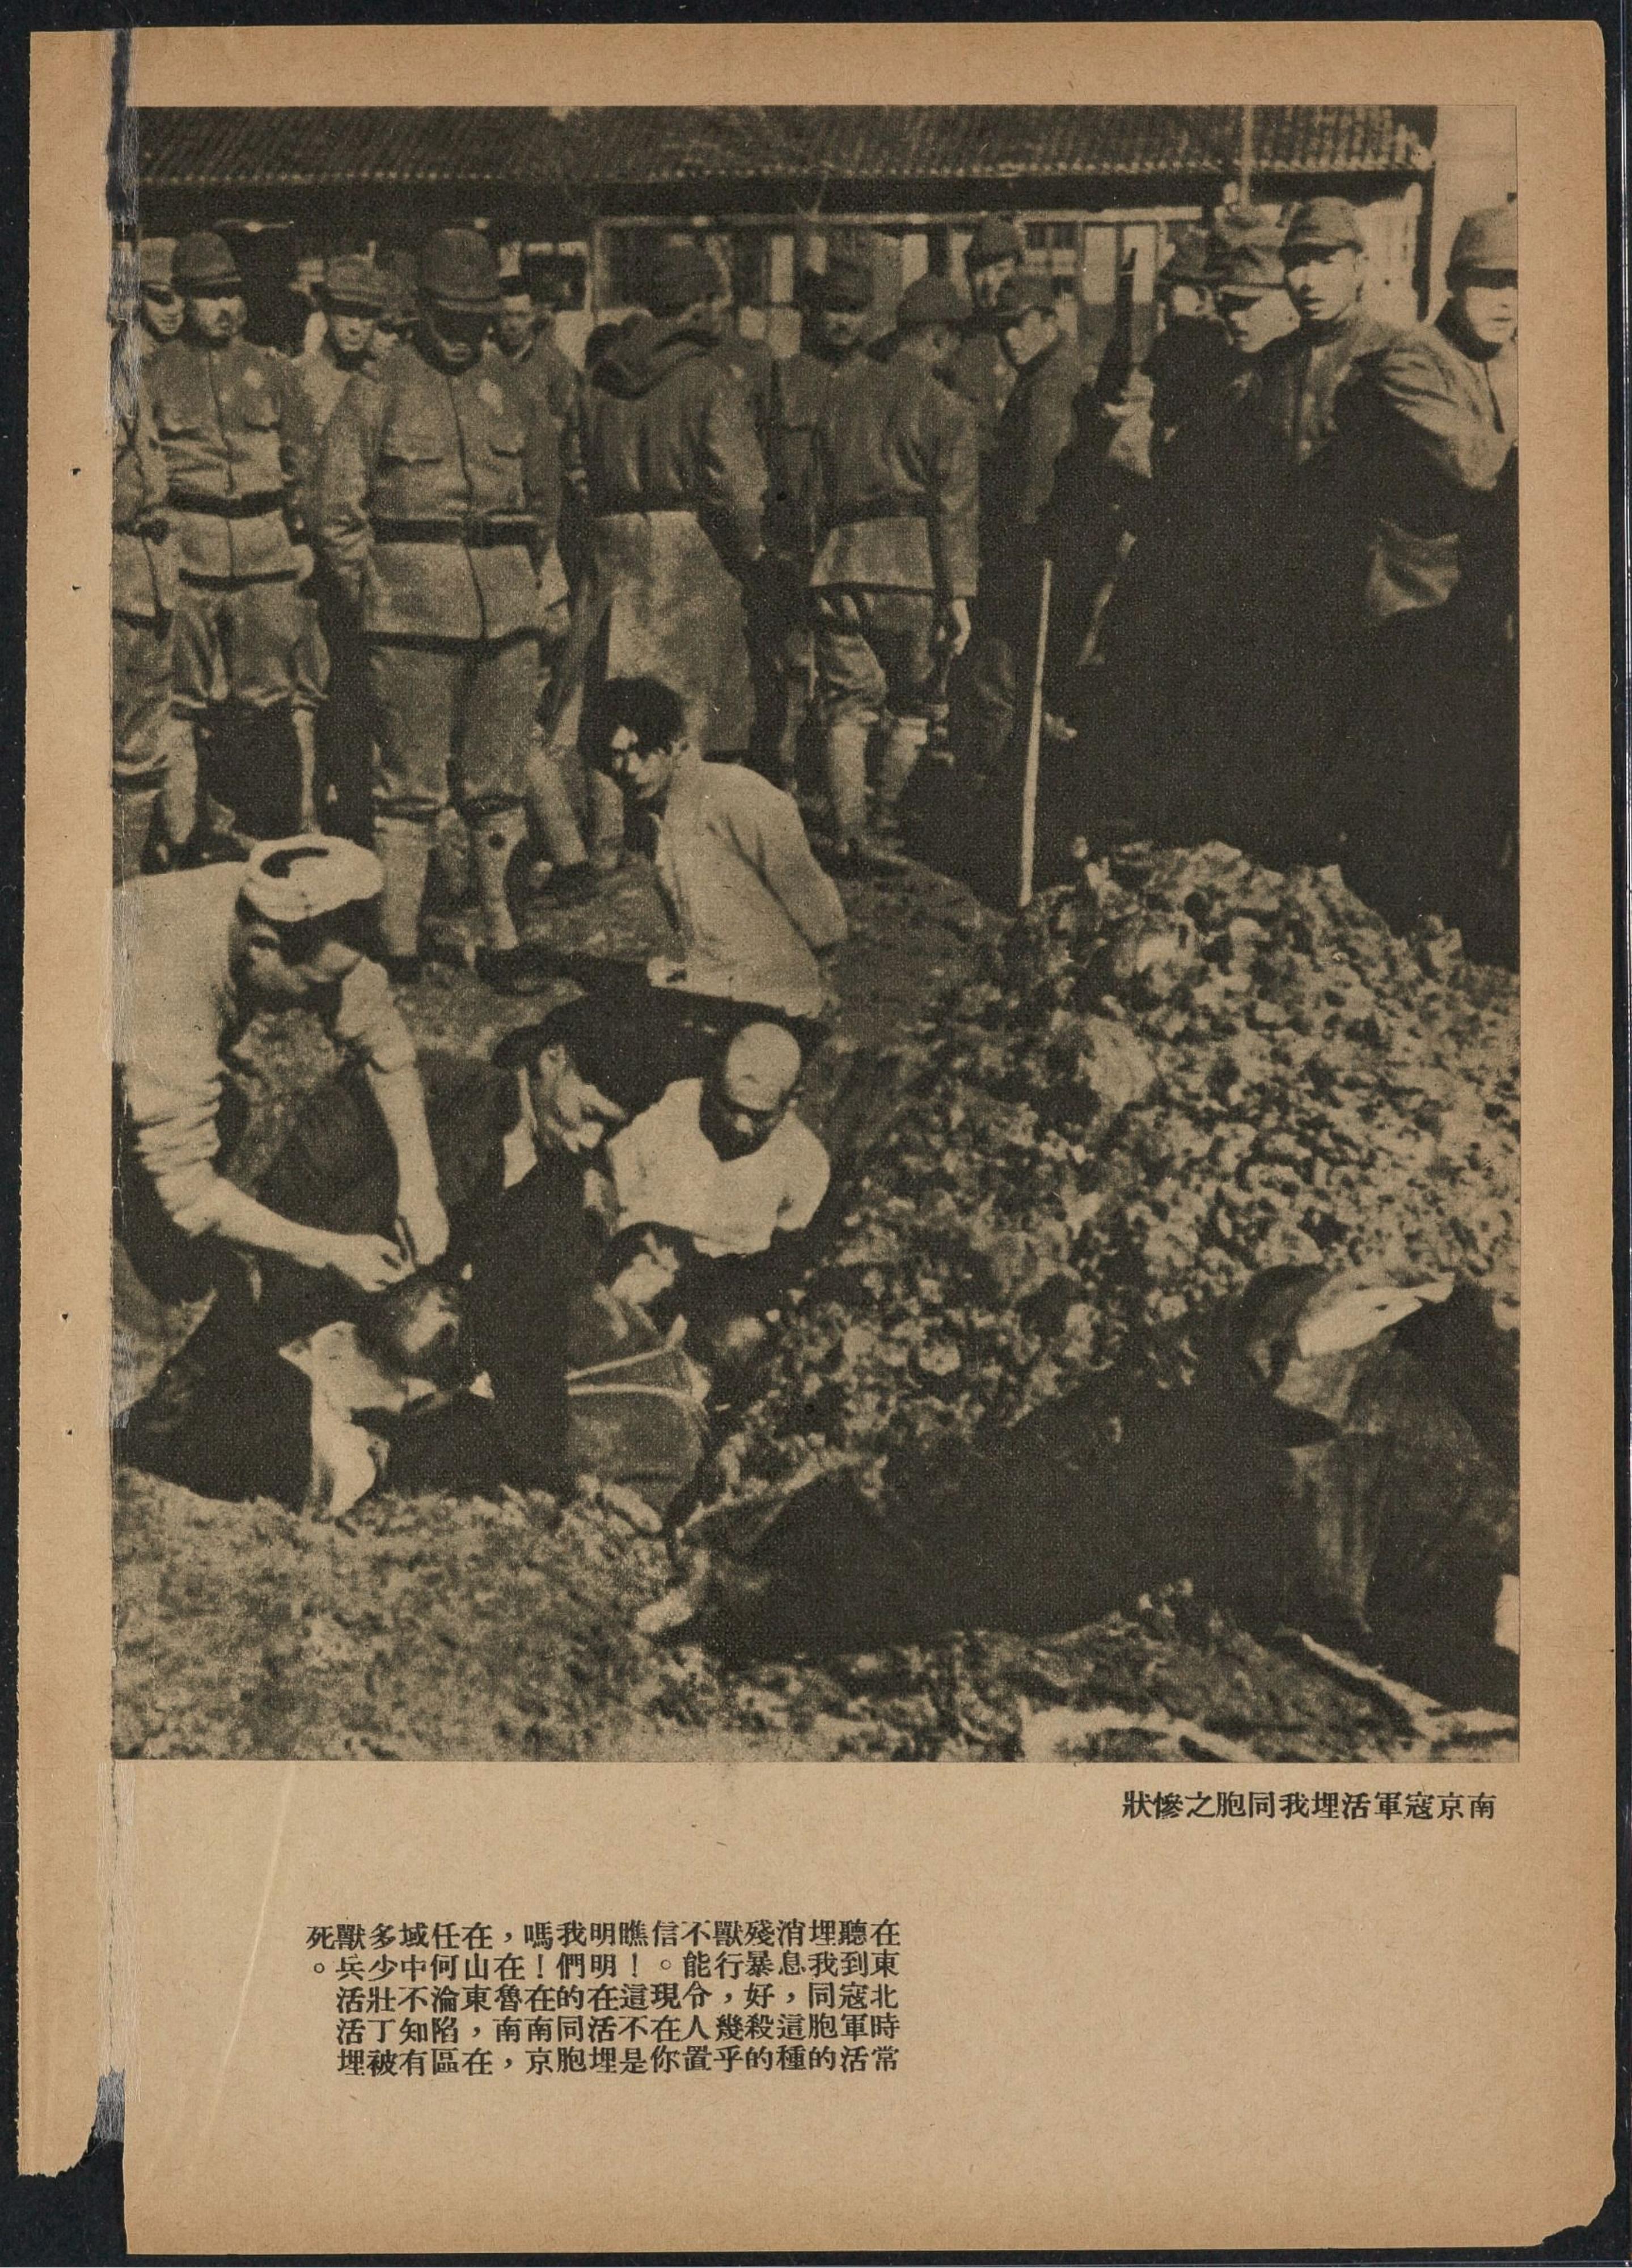 南京寇軍活埋我同胞之慘狀
在東北時常
聽到寇軍活
埋我同胞的
消息，這種
殘暴好殺的
獸行，幾乎
不能令人置
信。現在你
瞧！這不是
明明在活埋
我們的同胞
嗎！在南京
，在魯南，
在山東，在
任何淪陷區
域中不知有
多少壯丁被
獸兵活活埋
死。